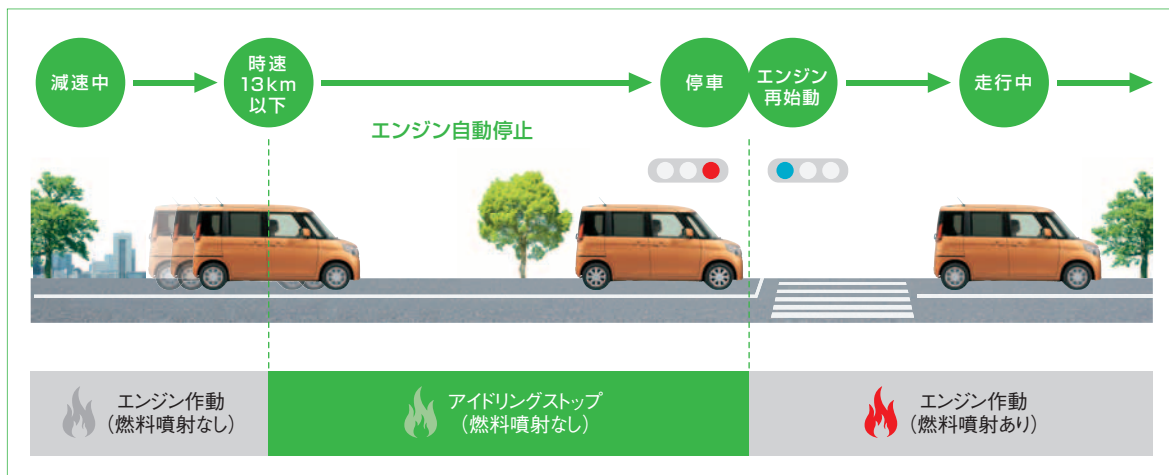 減速中
時速
13km
以下
停車
エンジン
再始動
走行中
エンジン自動停止
エンジン作動
（燃料噴射なし）
アイドリングストップ
（燃料噴射なし）
エンジン作動
（燃料噴射あり）